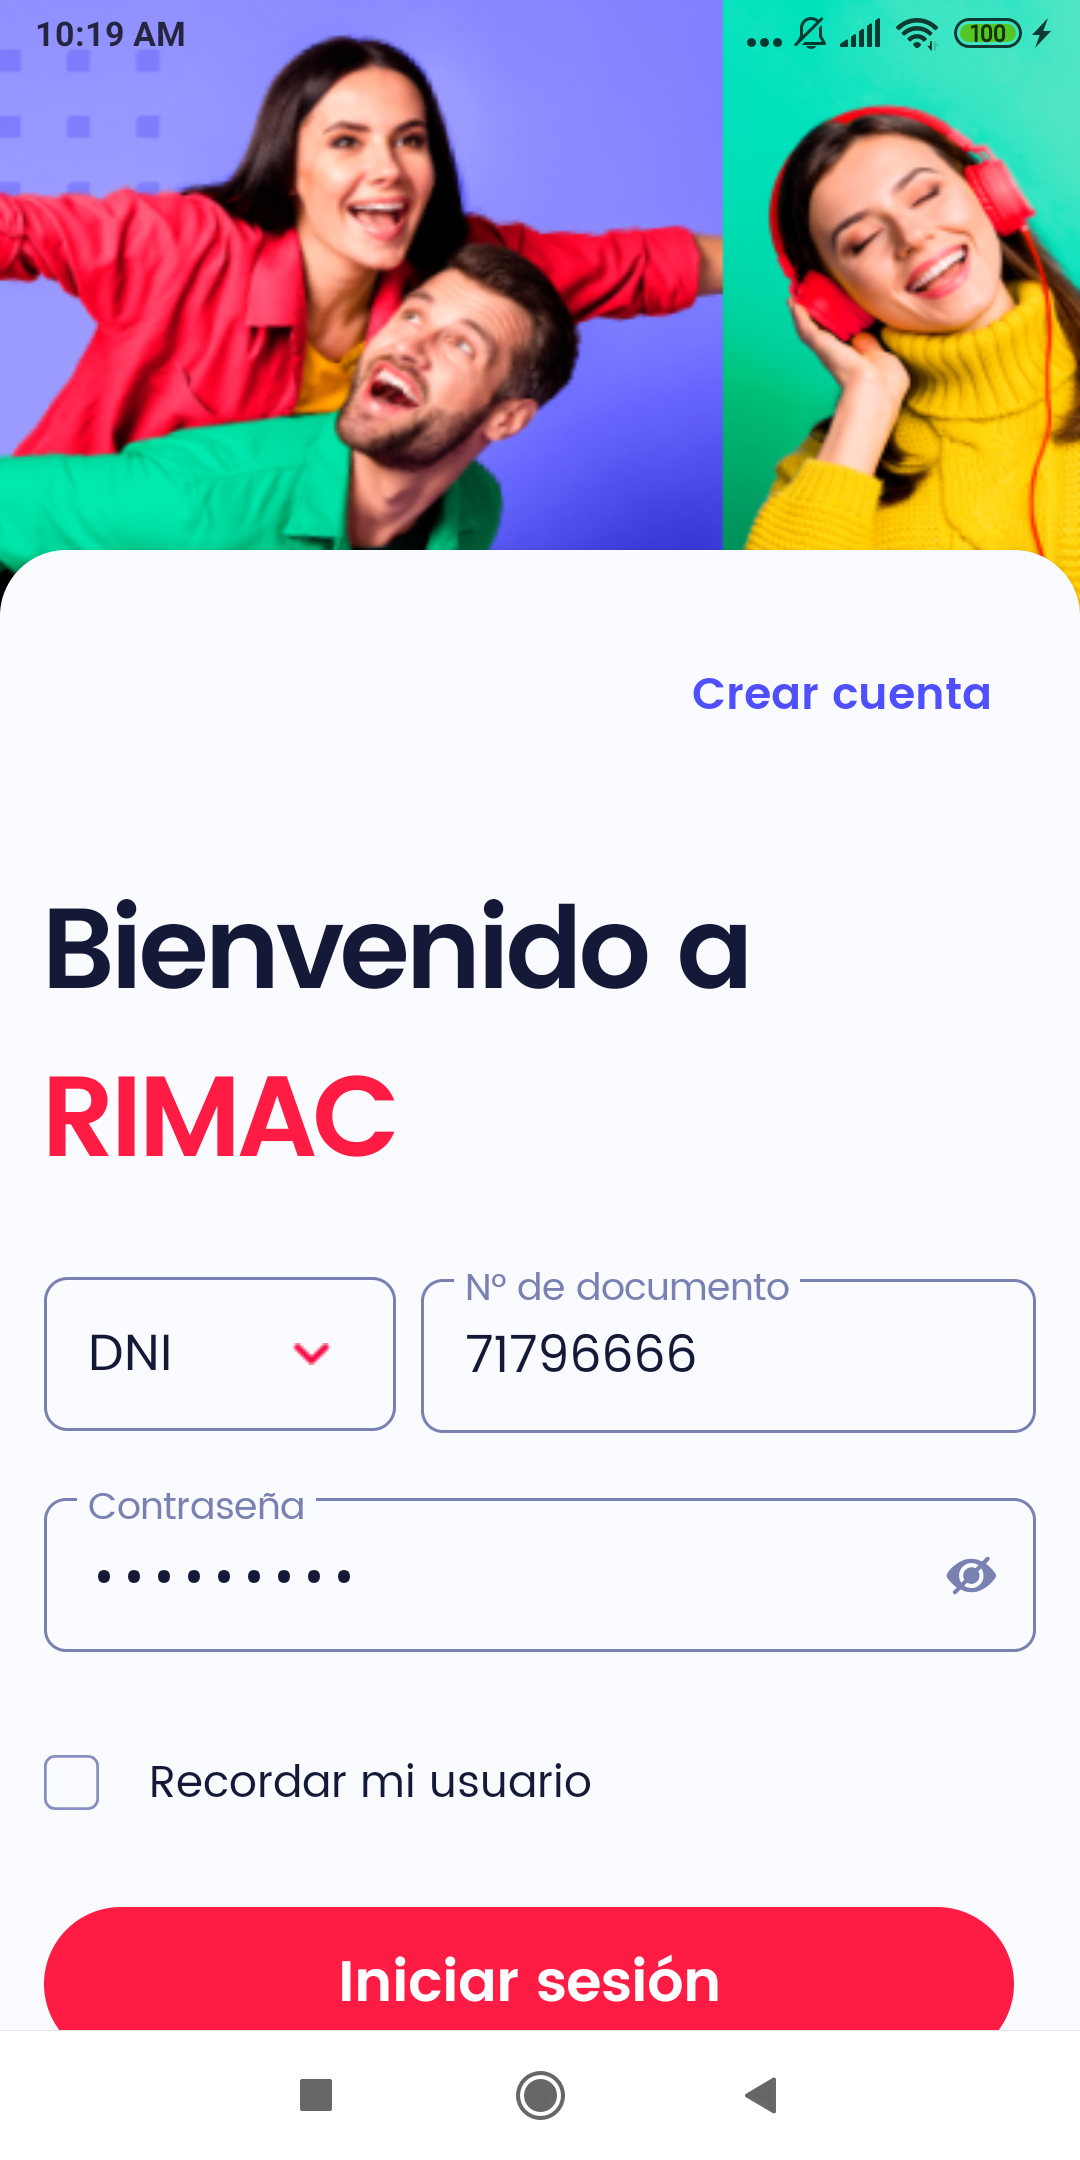 10:19 AM
100
Crear cuenta
Bienvenido a
RIMAC
DNI
Nº de documento
71796666
Contraseña
•••••••••
Recordar mi usuario
Iniciar sesión